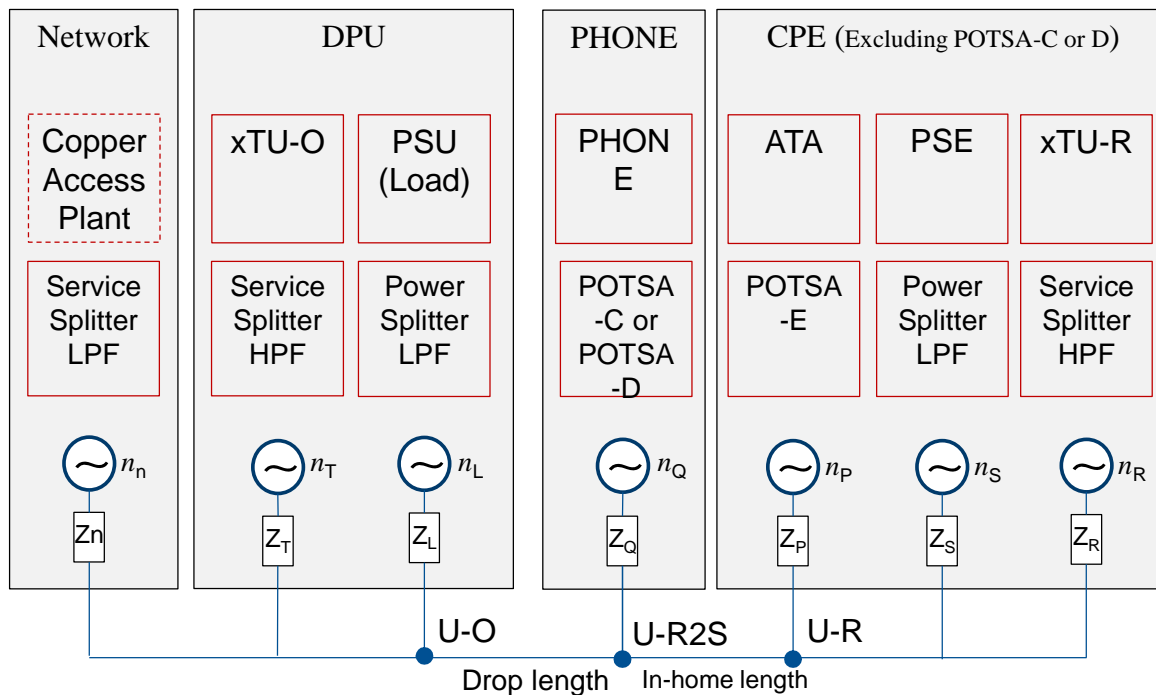 Network
DPU
PHONE
CPE (Excluding POTSA-C or D)
Copper
Access
Plant
xTU-O
PSU
(Load)
PHON
E
ATA
PSE
xTU-R
Service
Splitter
LPF
Service
Splitter
HPF
Power
Splitter
LPF
POTSA
-C or
POTSA
-D
POTSA
-E
Power
Splitter
LPF
Service
Splitter
HPF
~ nn
~ nT
~ nL
~ nQ
~ nP
~ nS
~ nR
Zn
ZT
ZL
ZQ
ZP
ZS
ZR
U-O
U-R2S
U-R
Drop length
In-home length